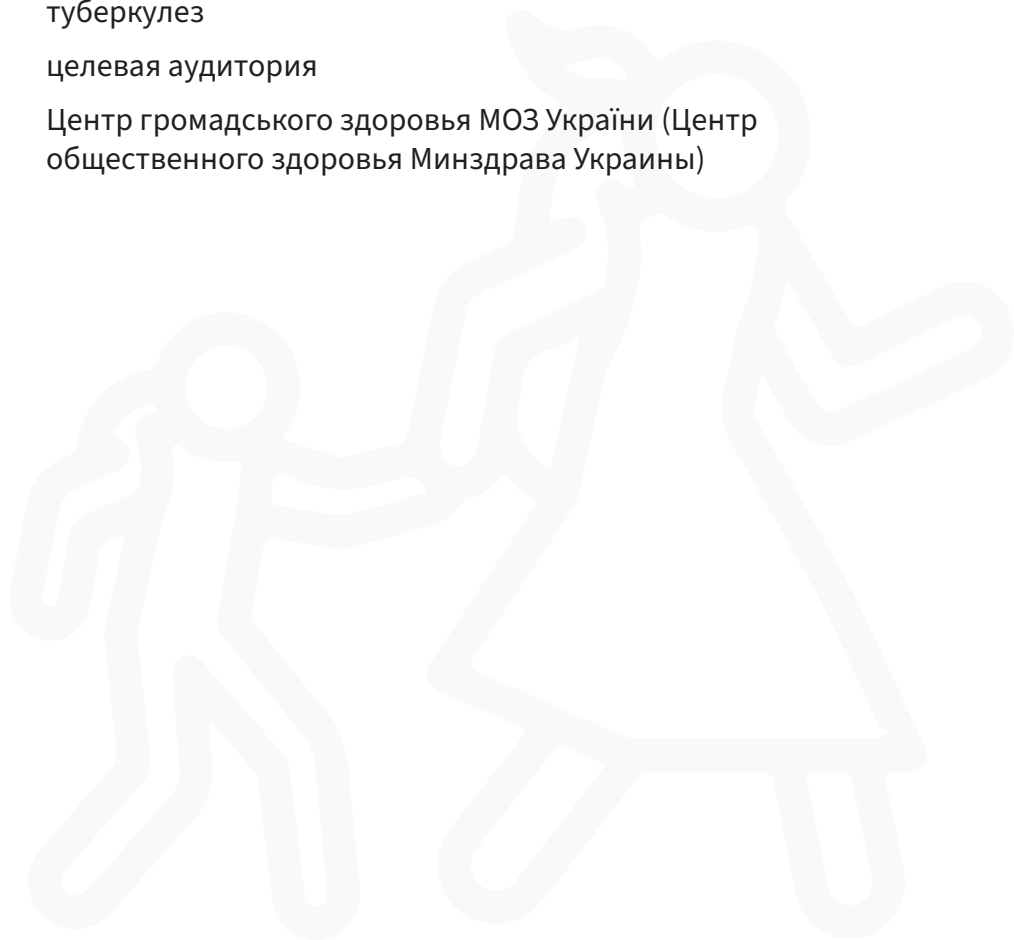 туберкулез
целевая аудитория
Центр громадського здоровья МОЗ України (Центр
общественного здоровья Минздрава Украины)